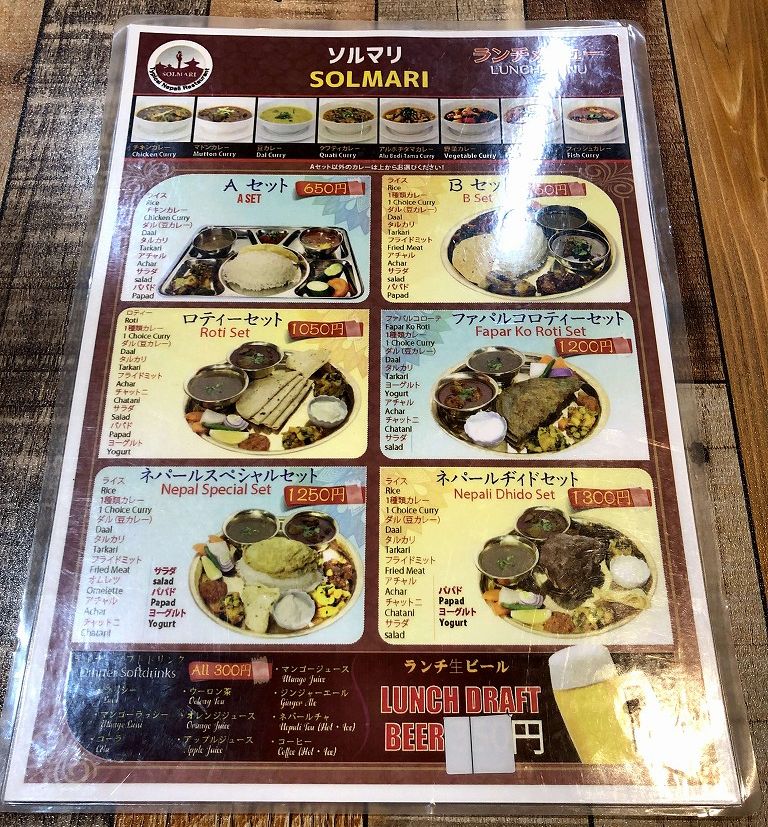 SOLMARI
Typical Nepali Restaurant
ソルマリ
SOLMARI
ランチメニュー
LUNCH MENU
チキンカレー
Chicken Curry
マトンカレー
Mutton Curry
豆カレー
Dal Curry
クワティカレー
Quati Curry
アルボデタマカレー
Alu Bodi Tama Curry
野菜カレー
Vegetable Curry
フィッシュカレー
Fish Curry
Aセット以外のカレーは上からお選びください!
A セット
A SET
650円
ライス
Rice
チキンカレー
Chicken Curry
ダル(豆カレー)
Daal
タルカリ
Tarkari
アチャル
Achar
サラダ
salad
パパド
Papad
B セット
B Set
ライス
Rice
1種類カレー
1 Choice Curry
ダル(豆カレー)
Daal
タルカリ
Tarkari
フライドミット
Fried Meat
アチャル
Achar
サラダ
salad
パパド
Papad
ロティーセット
Roti Set
1050円
ロティー
Roti
1種類カレー
1 Choice Curry
ダル(豆カレー)
Daal
タルカリ
Tarkari
フライドミット
Achar
チャットニ
Chatani
サラダ
Salad
パパド
Papad
ヨーグルト
Yogurt
ファパルコロティーセット
Fapar Ko Roti Set
1200円
ファパルコローテ
Fapar Ko Roti
1種類カレー
1 Choice Curry
ダル(豆カレー)
Daal
タルカリ
Tarkari
ヨーグルト
Yogurt
アチャル
Achar
チャットニ
Chatani
サラダ
salad
ネパールスペシャルセット
Nepal Special Set
1250円
ライス
Rice
1種類カレー
1 Choice Curry
ダル(豆カレー)
Daal
タルカリ
Tarkari
フライドミット
Fried Meat
オムレツ
Omelette
アチャル
Achar
チャットニ
Chatani
サラダ
salad
パパド
Papad
ヨーグルト
Yogurt
ネパールディドセット
Nepali Dhido Set
1300円
ライス
Rice
1種類カレー
1 Choice Curry
ダル(豆カレー)
Daal
タルカリ
Tarkari
フライドミット
Fried Meat
アチャル
Achar
チャットニ
Chatani
サラダ
salad
パパド
Papad
ヨーグルト
Yogurt
Softdrinks
All 300円
・マンゴーラッシー
・コーラ
・ウーロン茶
Oolong Tea
・オレンジジュース
Orange Juice
・アップルジュース
Apple Juice
・マンゴージュース
Mango Juice
・ジンジャーエール
Ginger Ale
・ネパールチャ
Nepali Tea (Hot・Ice)
・コーヒー
Coffee (Hot・Ice)
ランチ生ビール
LUNCH DRAFT
BEER
円